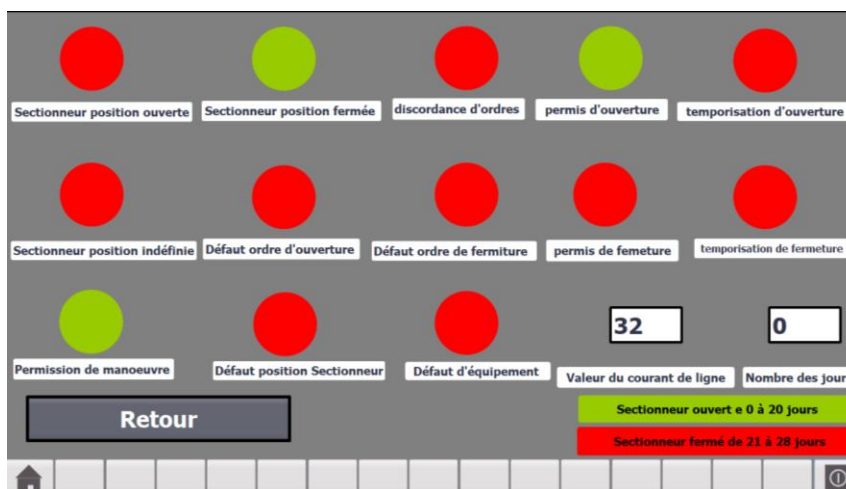 Sectionneur position ouverte
Sectionneur position fermée
discordance d'ordres
permis d'ouverture
temporisation d'ouverture
Sectionneur position indéfinie
Défaut ordre d'ouverture
Défaut ordre de fermiture
permis de femeture
temporisation de fermeture
32
0
Permission de manoeuvre
Défaut position Sectionneur
Défaut d'équipement
Valeur du courant de ligne
Nombre des jour
Retour
Sectionneur ouvert e 0 à 20 jours
Sectionneur fermé de 21 à 28 jours